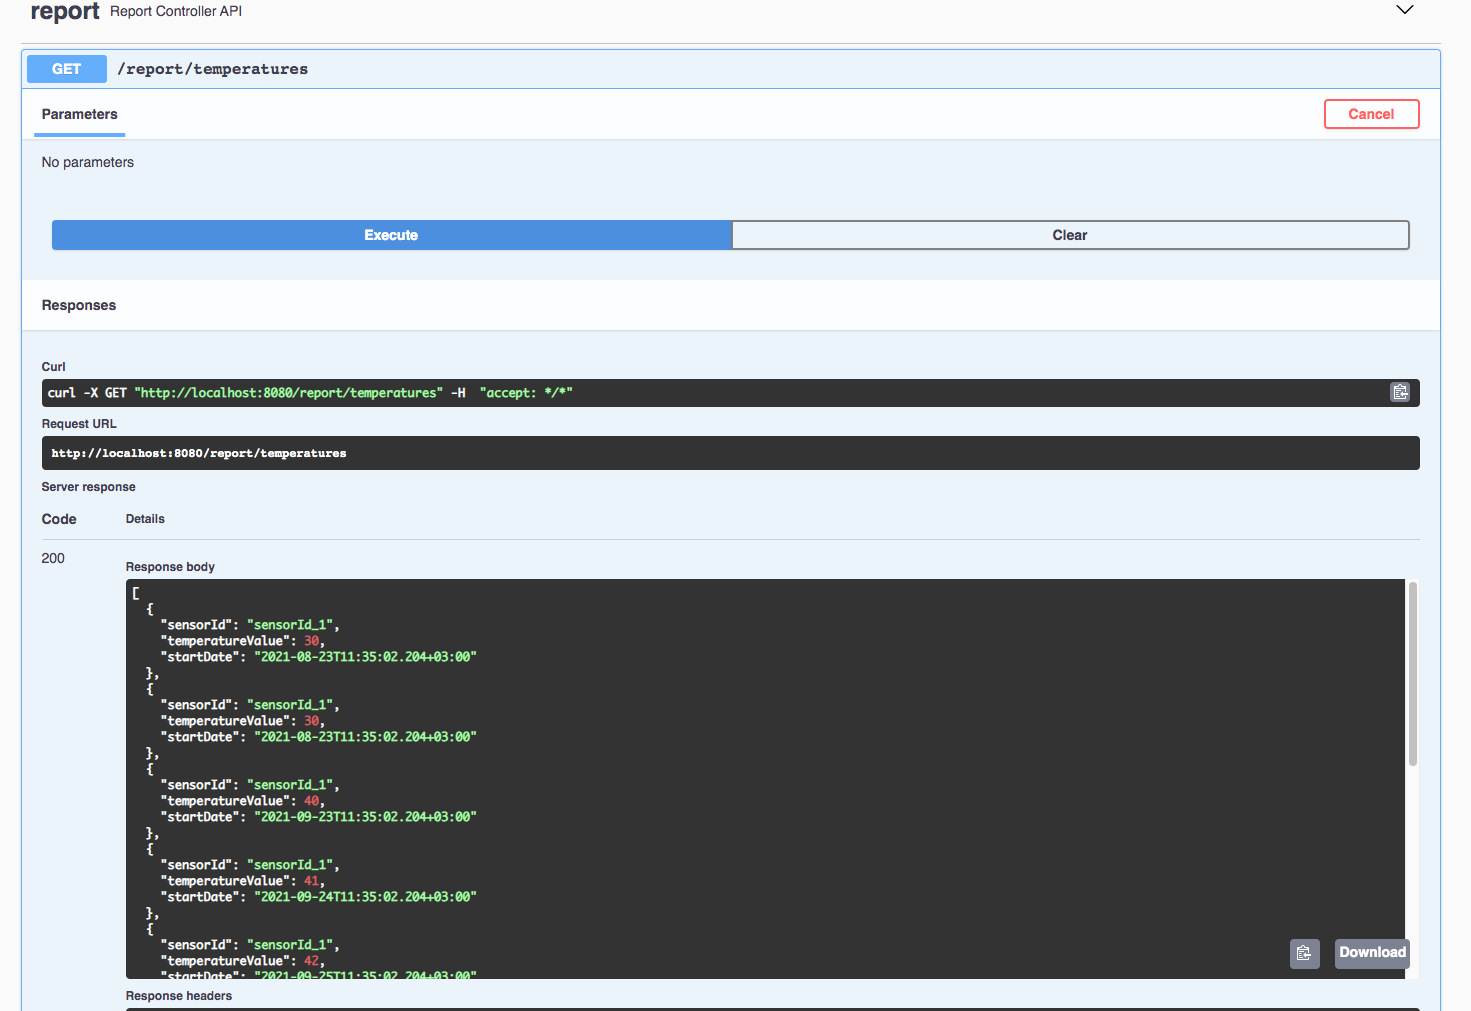 report Report Controller API
GET /report/temperatures
Parameters
Cancel
No parameters
Execute
Clear
Responses
Curl
curl -X GET "http://localhost:8080/report/temperatures" -H  "accept: */*"
Request URL
http://localhost:8080/report/temperatures
Server response
Code Details
200
Response body
[
  {
    "sensorId": "sensorId_1",
    "temperatureValue": 30,
    "startDate": "2021-08-23T11:35:02.204+03:00"
  },
  {
    "sensorId": "sensorId_1",
    "temperatureValue": 30,
    "startDate": "2021-08-23T11:35:02.204+03:00"
  },
  {
    "sensorId": "sensorId_1",
    "temperatureValue": 40,
    "startDate": "2021-09-23T11:35:02.204+03:00"
  },
  {
    "sensorId": "sensorId_1",
    "temperatureValue": 41,
    "startDate": "2021-09-24T11:35:02.204+03:00"
  },
  {
    "sensorId": "sensorId_1",
    "temperatureValue": 42,
    "startDate": "2021-09-25T11:35:02.204+03:00"
Download
Response headers